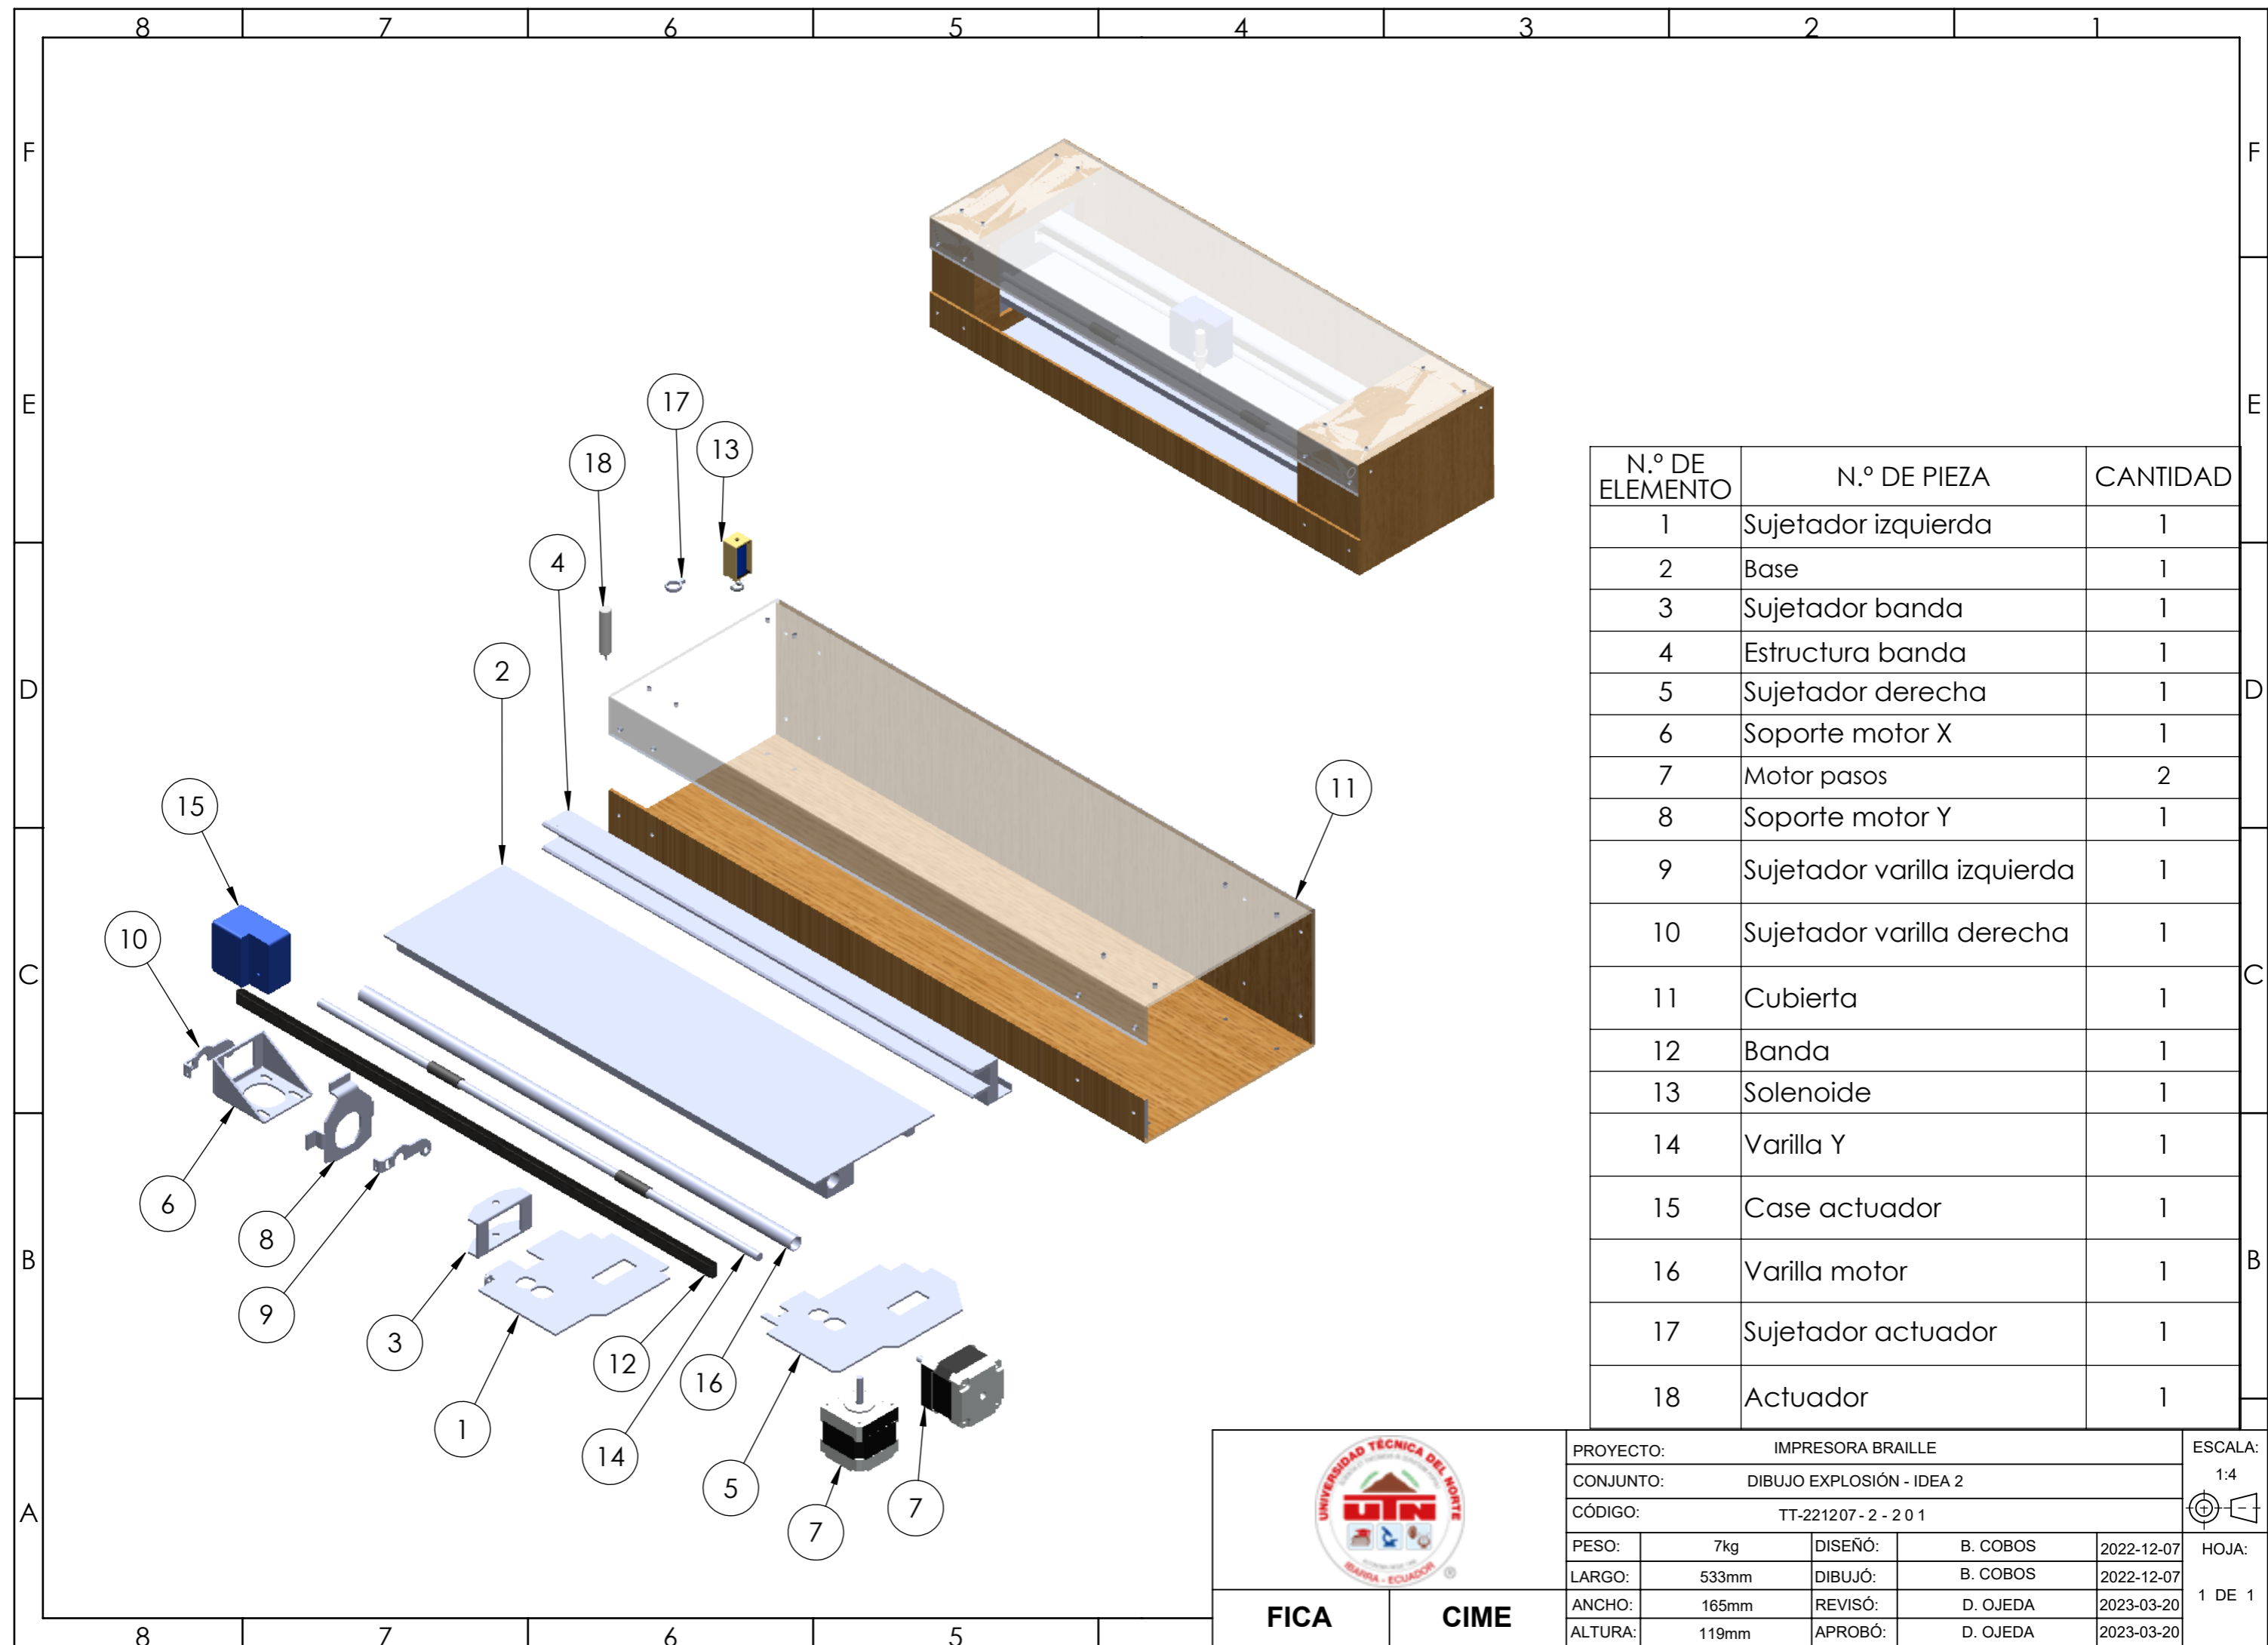 8 7 6 5 4 3 2 1
F F
E E
D D
C C
B B
A
17
13
18
4
2
11
15
10
6
8
9
3
1
12
14
16
5
7
7
N.º DE ELEMENTO N.º DE PIEZA CANTIDAD
1 Sujetador izquierda 1
2 Base 1
3 Sujetador banda 1
4 Estructura banda 1
5 Sujetador derecha 1
6 Soporte motor X 1
7 Motor pasos 2
8 Soporte motor Y 1
9 Sujetador varilla izquierda 1
10 Sujetador varilla derecha 1
11 Cubierta 1
12 Banda 1
13 Solenoide 1
14 Varilla Y 1
15 Case actuador 1
16 Varilla motor 1
17 Sujetador actuador 1
18 Actuador 1
UNIVERSIDAD TÉCNICA DEL NORTE
UTN
IBARRA - ECUADOR
®
FICA CIME
PROYECTO: IMPRESORA BRAILLE
CONJUNTO: DIBUJO EXPLOSIÓN - IDEA 2
CÓDIGO: TT-221207- 2 - 2 0 1
PESO: 7kg DISEÑÓ: B. COBOS 2022-12-07
LARGO: 533mm DIBUJÓ: B. COBOS 2022-12-07
ANCHO: 165mm REVISÓ: D. OJEDA 2023-03-20
ALTURA: 119mm APROBÓ: D. OJEDA 2023-03-20
ESCALA:
1:4
HOJA:
1 DE 1
8 7 6 5